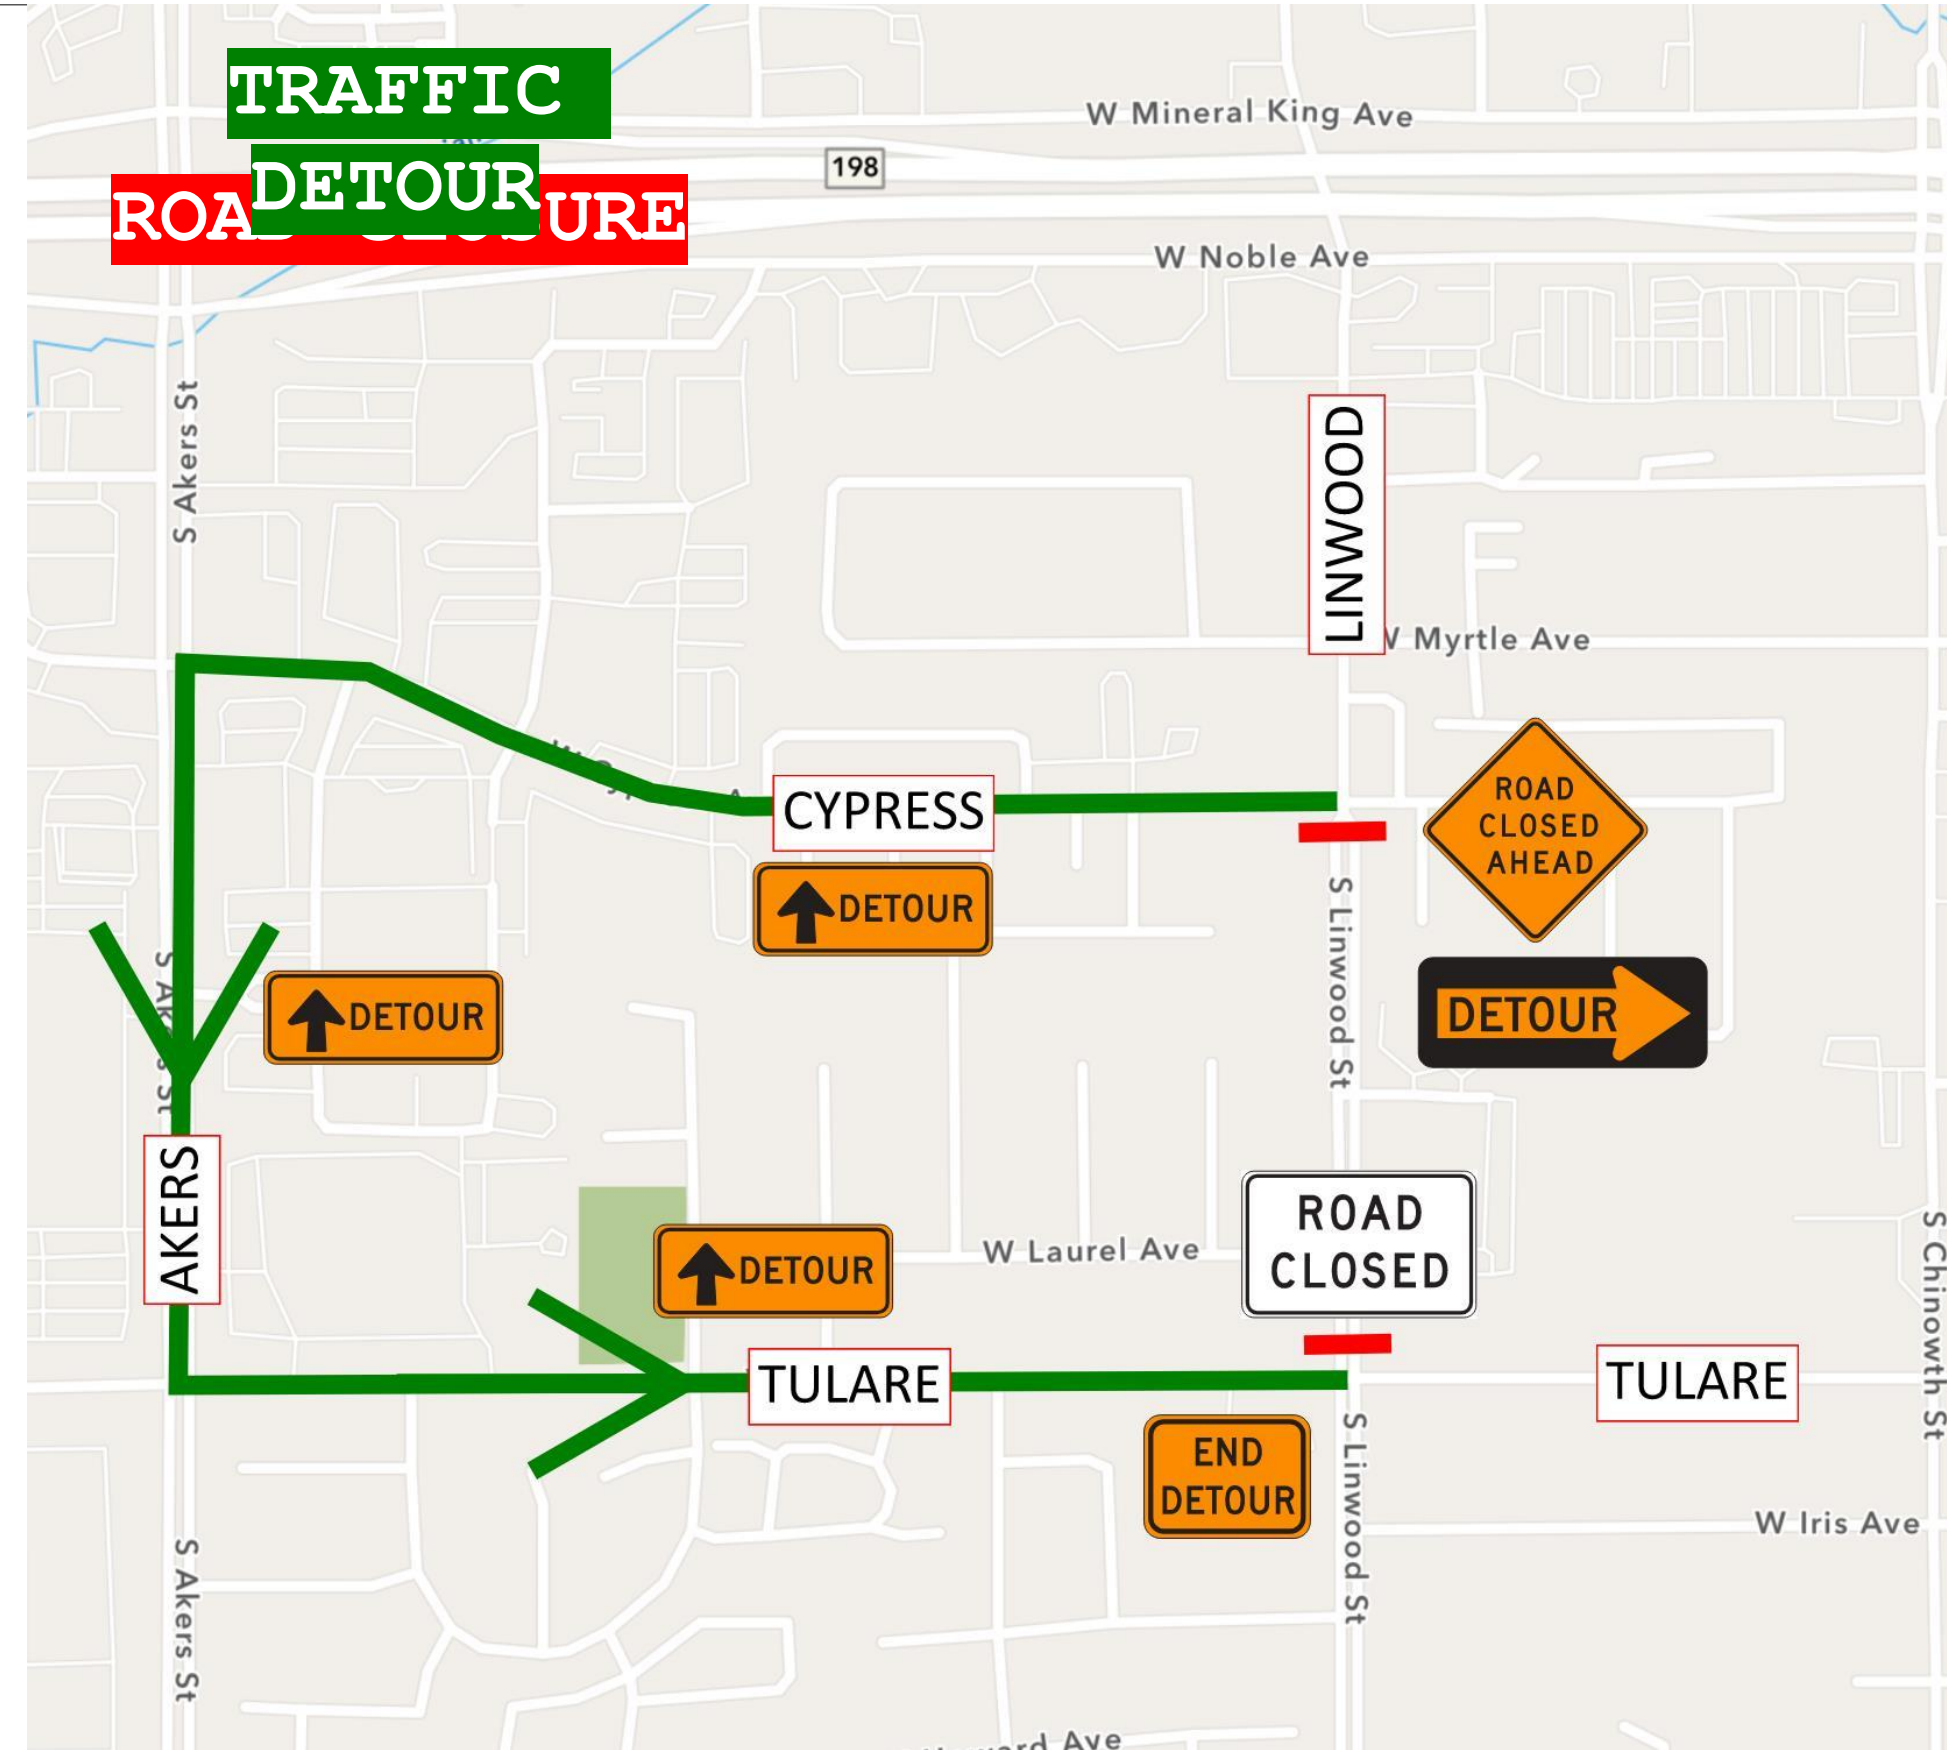 TRAFFIC
DETOUR
URE
W Mineral King Ave
198
W Noble Ave
S Akers St
LINWOOD
W Myrtle Ave
CYPRESS
ROAD
CLOSED
AHEAD
DETOUR
DETOUR
DETOUR
S Linwood St
AKERS
ROAD
CLOSED
W Laurel Ave
DETOUR
S Chinowth St
TULARE
TULARE
END
DETOUR
S Linwood St
W Iris Ave
S Akers St
Ave